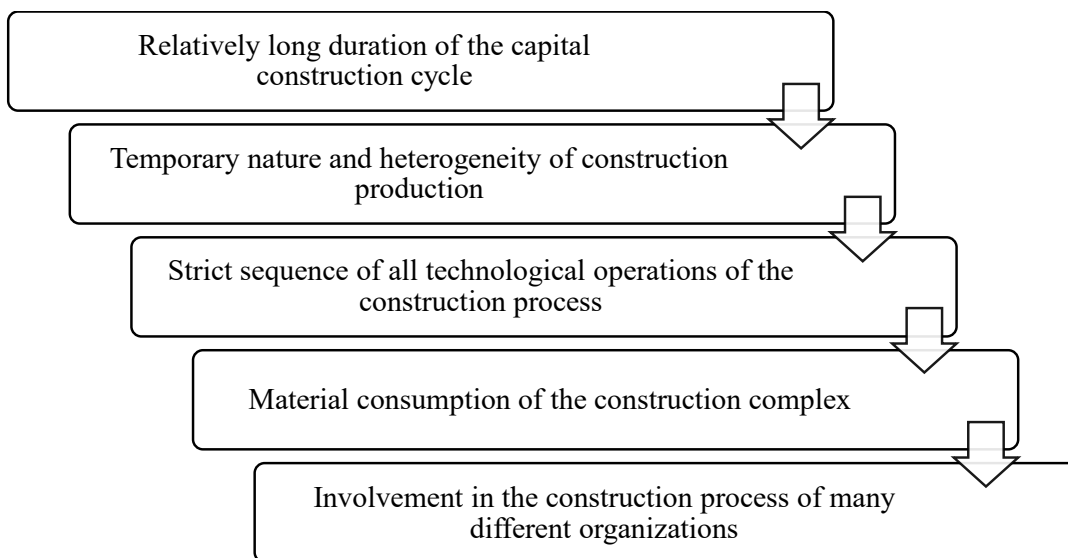 Relatively long duration of the capital
construction cycle
Temporary nature and heterogeneity of construction
production
Strict sequence of all technological operations of the
construction process
Material consumption of the construction complex
Involvement in the construction process of many
different organizations